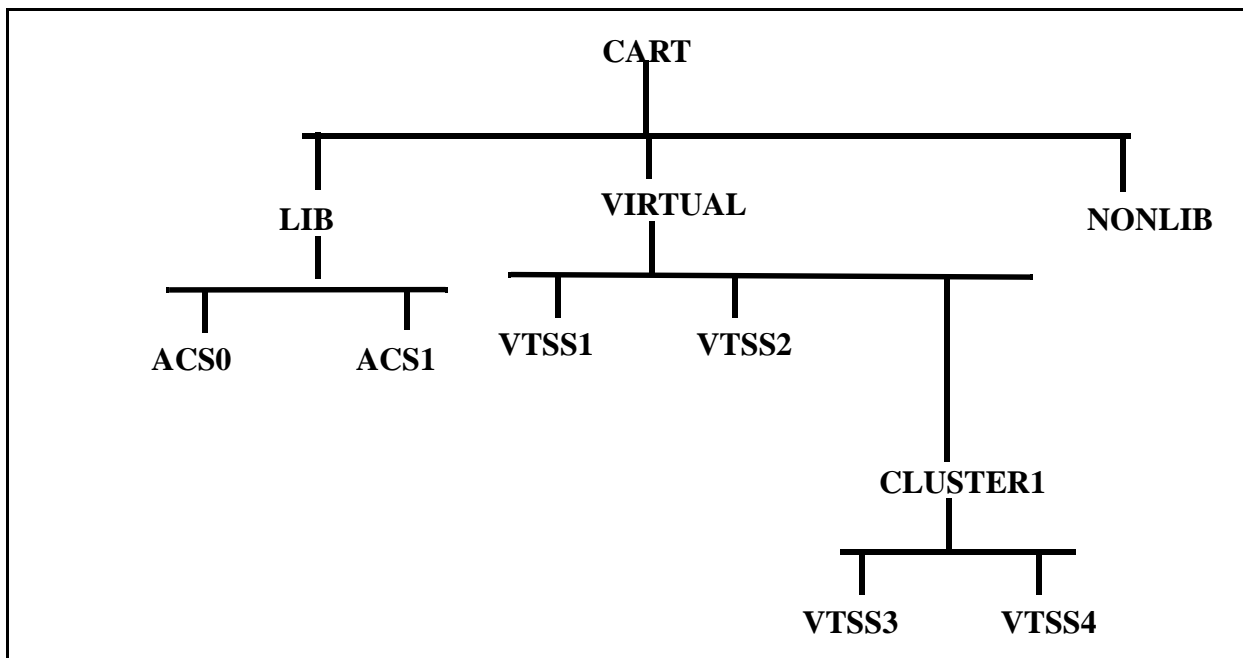 CART
LIB
VIRTUAL
NONLIB
ACS0
ACS1
VTSS1
VTSS2
CLUSTER1
VTSS3
VTSS4